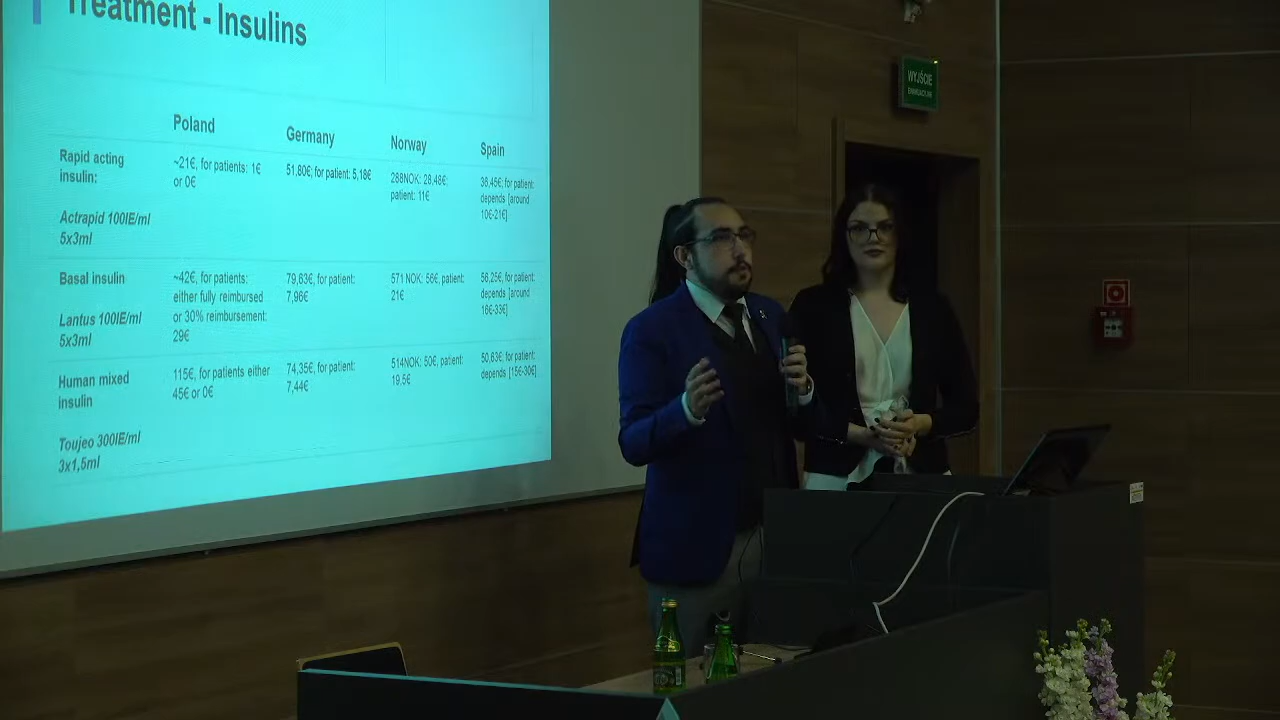 Treatment - Insulins
Poland
Germany
Norway
Spain
Rapid acting
insulin:
Actrapid 100IE/ml
5x3ml
~21€, for patients: 1€
or 0€
51,80€; for patient: 5,18€
288NOK: 28,48€;
patient: 11€
38,45€; for patient:
depends [around
10€-21€]
Basal insulin
Lantus 100IE/ml
5x3ml
~42€, for patients:
either fully reimbursed
or 30% reimbursement:
29€
79,63€, for patient:
7,96€
571 NOK: 56€, patient:
21€
56,25€, for patient:
depends [around
16€-33€]
Human mixed
insulin
Toujeo 300IE/ml
3x1,5ml
115€, for patients either
45€ or 0€
74,35€, for patient:
7,44€
514NOK: 50€, patient:
19,5€
50,63€, for patient:
depends [15€-30€]
WYJŚCIE
EWAKUACYJNE